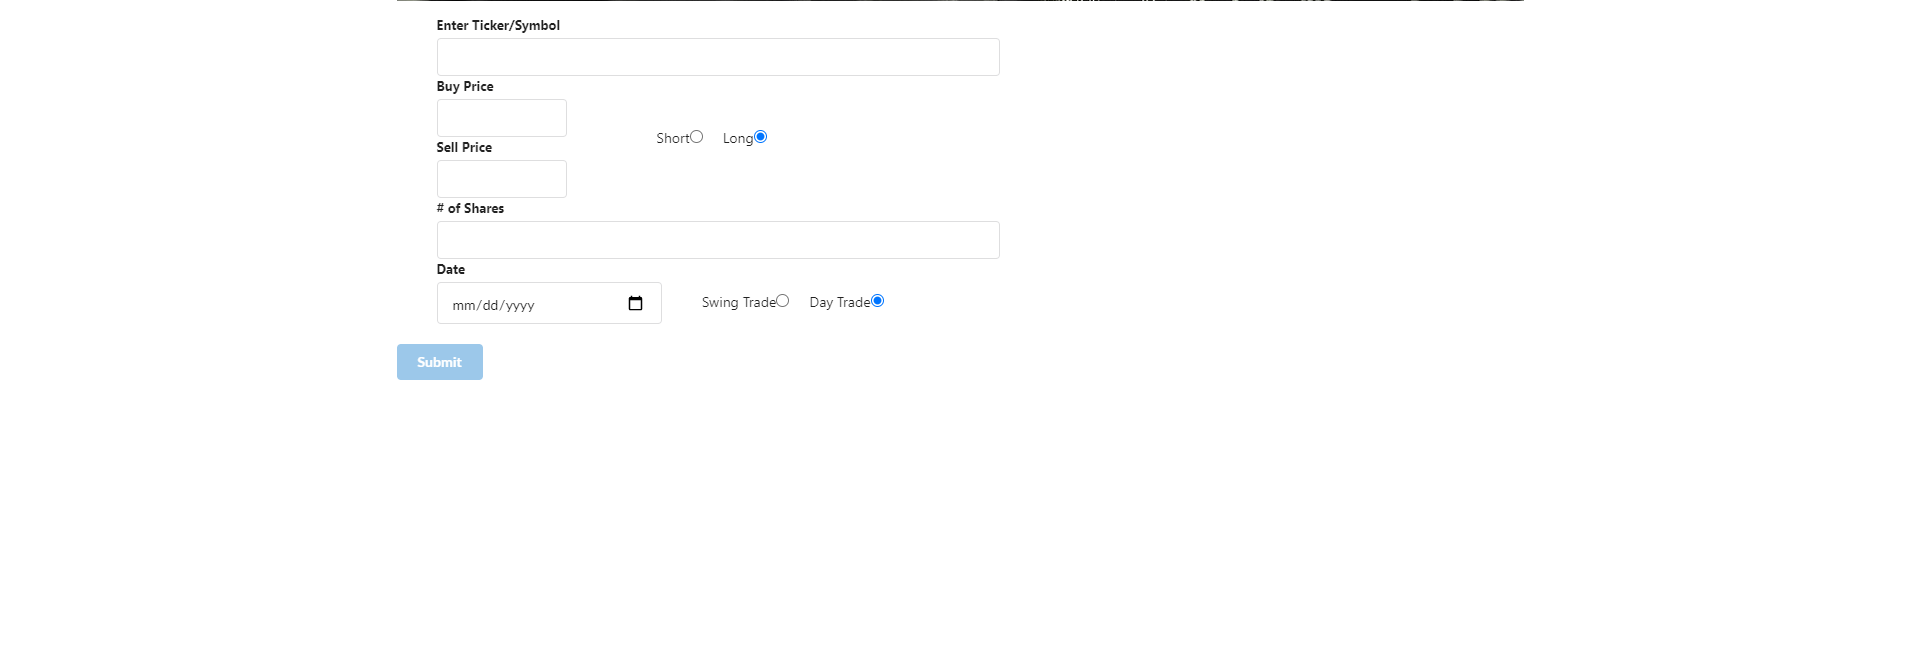 Enter Ticker/Symbol
Buy Price
Short Long
Sell Price
# of Shares
Date
mm/dd/yyyy Swing Trade Day Trade
Submit